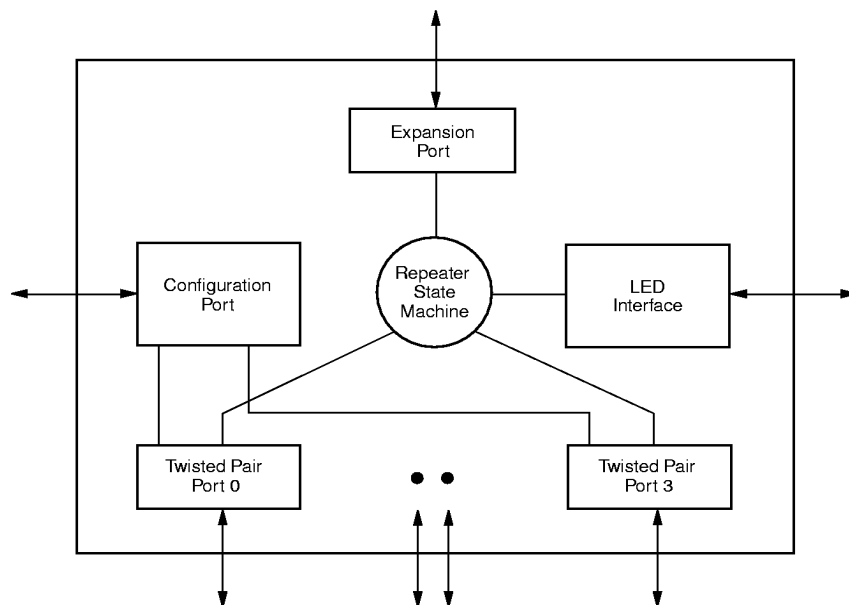 Expansion
Port
Configuration
Port
Repeater
State
Machine
LED
Interface
Twisted Pair
Port 0
Twisted Pair
Port 3